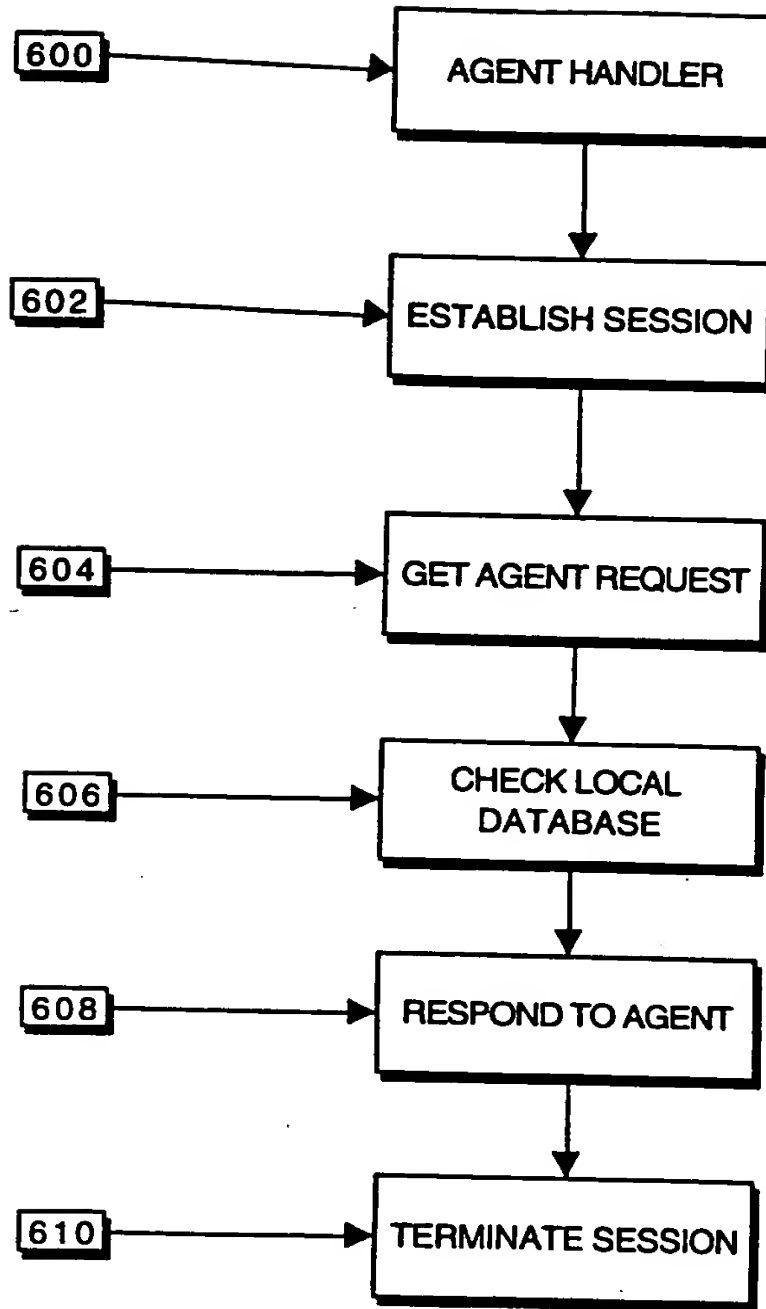 600
AGENT HANDLER
602
ESTABLISH SESSION
604
GET AGENT REQUEST
606
CHECK LOCAL
DATABASE
608
RESPOND TO AGENT
610
TERMINATE SESSION